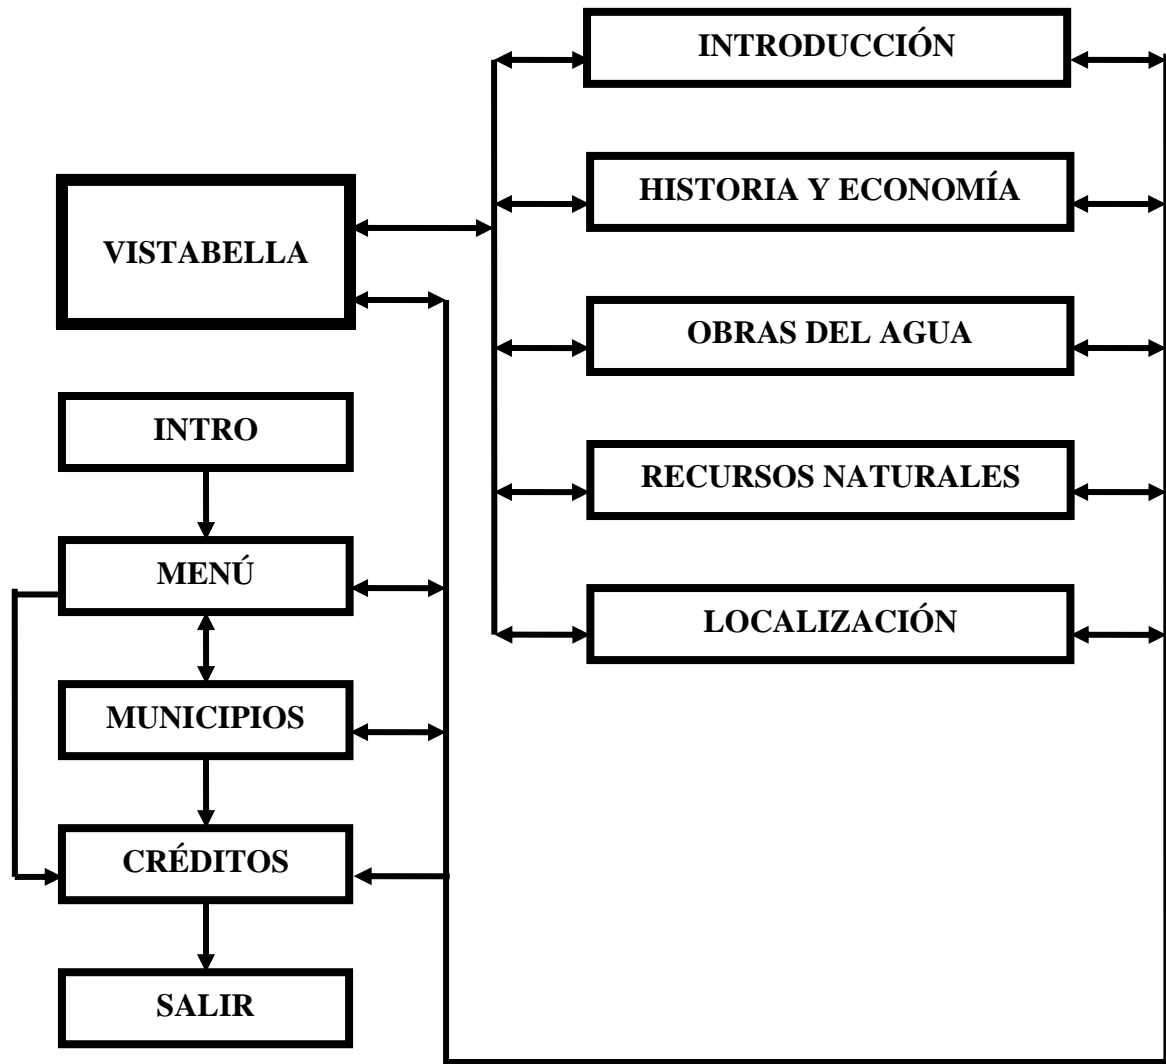 INTRODUCCIÓN
HISTORIA Y ECONOMÍA
VISTABELLA
OBRAS DEL AGUA
INTRO
RECURSOS NATURALES
MENÚ
LOCALIZACIÓN
MUNICIPIOS
CRÉDITOS
SALIR